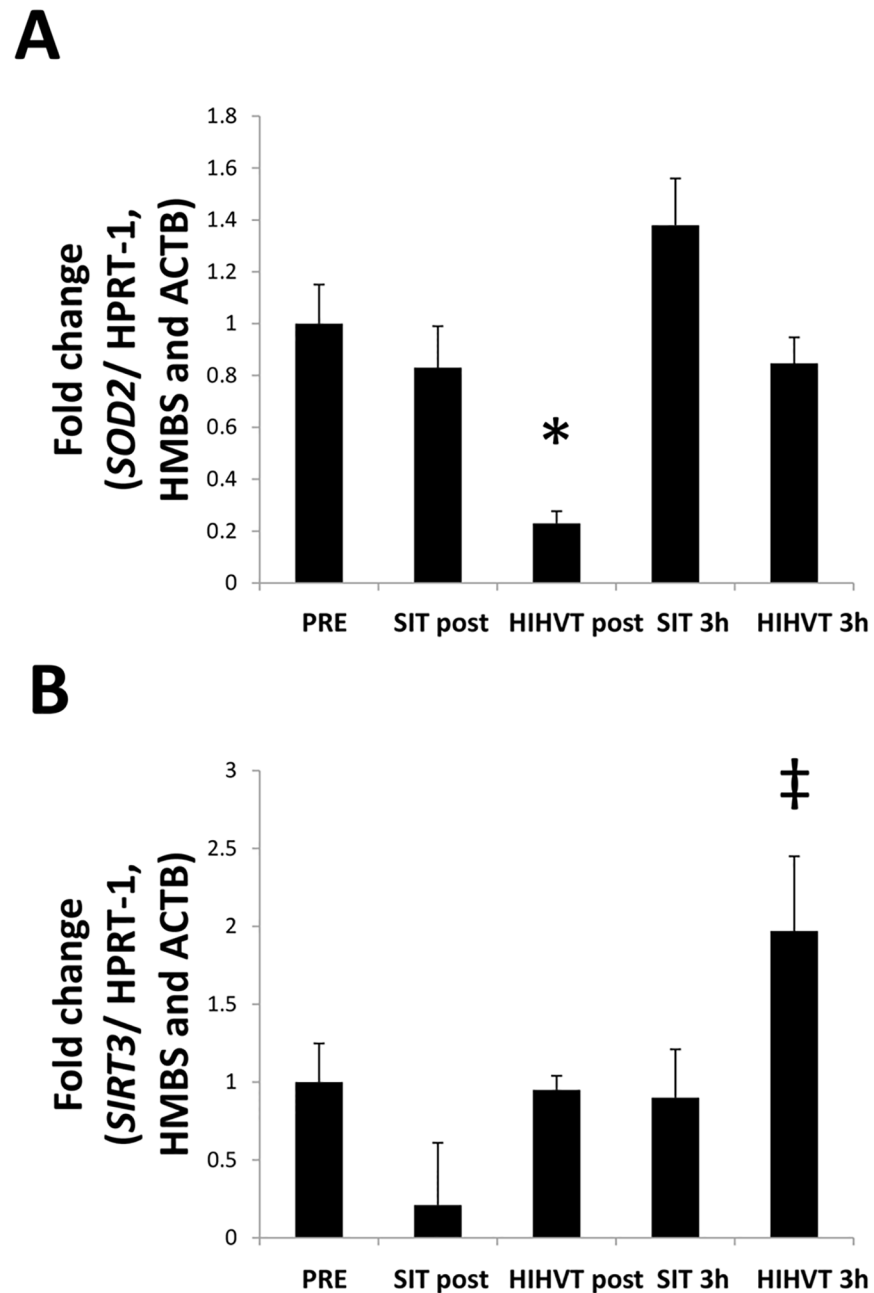 A
Fold change
(SOD2/ HPRT-1,
HMBS and ACTB)
1.8
1.6
1.4
1.2
1
0.8
0.6
0.4
0.2
0
*
PRE SIT post HIHVT post SIT 3h HIHVT 3h
B
Fold change
(SIRT3/ HPRT-1,
HMBS and ACTB)
3
2.5
2
1.5
1
0.5
0
‡
PRE SIT post HIHVT post SIT 3h HIHVT 3h